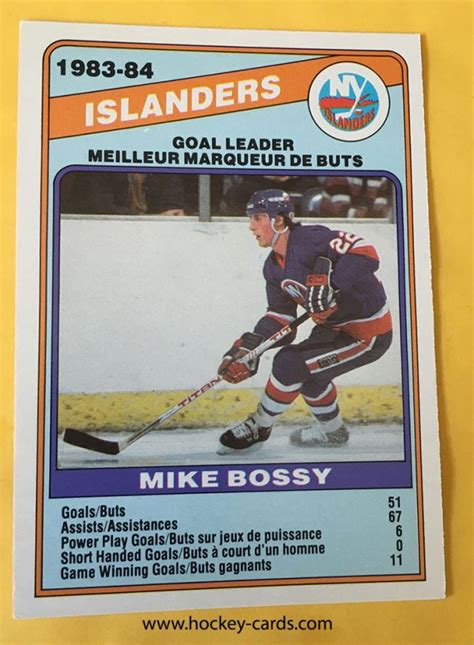 1983-84
ISLANDERS
NY
ISLANDERS
GOAL LEADER
MEILLEUR MARQUEUR DE BUTS
22
TITAN
MIKE BOSSY
Goals/Buts 51
Assists/Assistances 67
Power Play Goals/Buts sur jeux de puissance 6
Short Handed Goals/Buts à court d'un homme 0
Game Winning Goals/Buts gagnants 11
www.hockey-cards.com